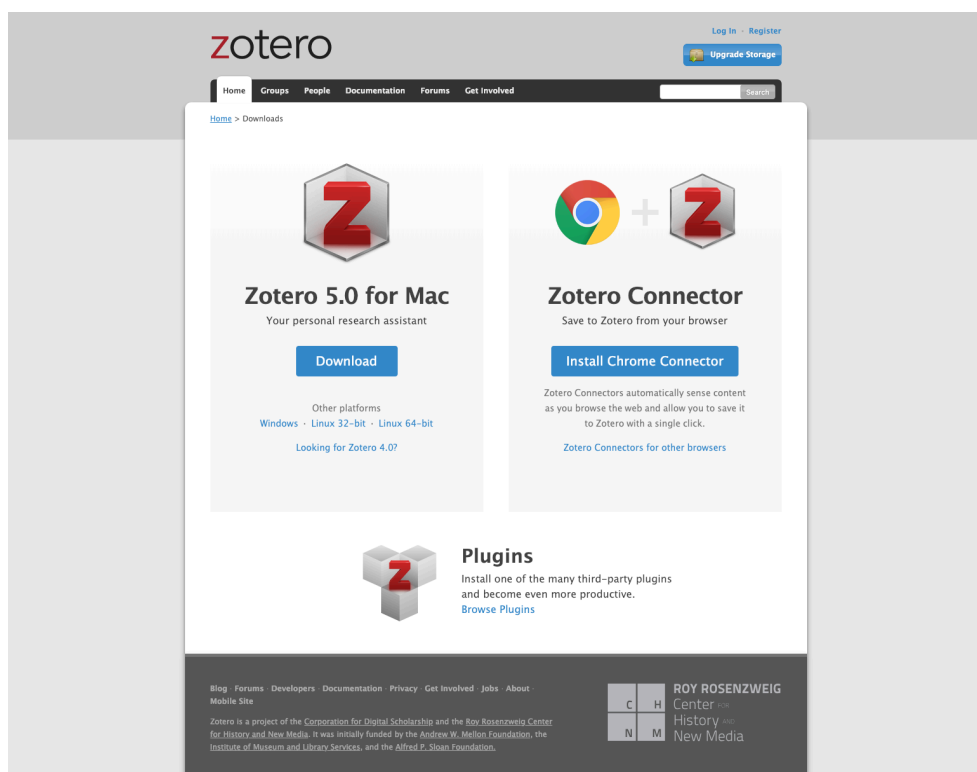 zotero
Log In · Register
Upgrade Storage
Home Groups People Documentation Forums Get Involved
Search
Home > Downloads
Zotero 5.0 for Mac
Your personal research assistant
Download
Other platforms
Windows · Linux 32-bit · Linux 64-bit
Looking for Zotero 4.0?
Zotero Connector
Save to Zotero from your browser
Install Chrome Connector
Zotero Connectors automatically sense content
as you browse the web and allow you to save it
to Zotero with a single click.
Zotero Connectors for other browsers
Plugins
Install one of the many third-party plugins
and become even more productive.
Browse Plugins
Blog · Forums · Developers · Documentation · Privacy · Get Involved · Jobs · About ·
Mobile Site
Zotero is a project of the Corporation for Digital Scholarship and the Roy Rosenzweig Center
for History and New Media. It was initially funded by the Andrew W. Mellon Foundation, the
Institute of Museum and Library Services, and the Alfred P. Sloan Foundation.
C H
N M
ROY ROSENZWEIG
Center FOR
History AND
New Media